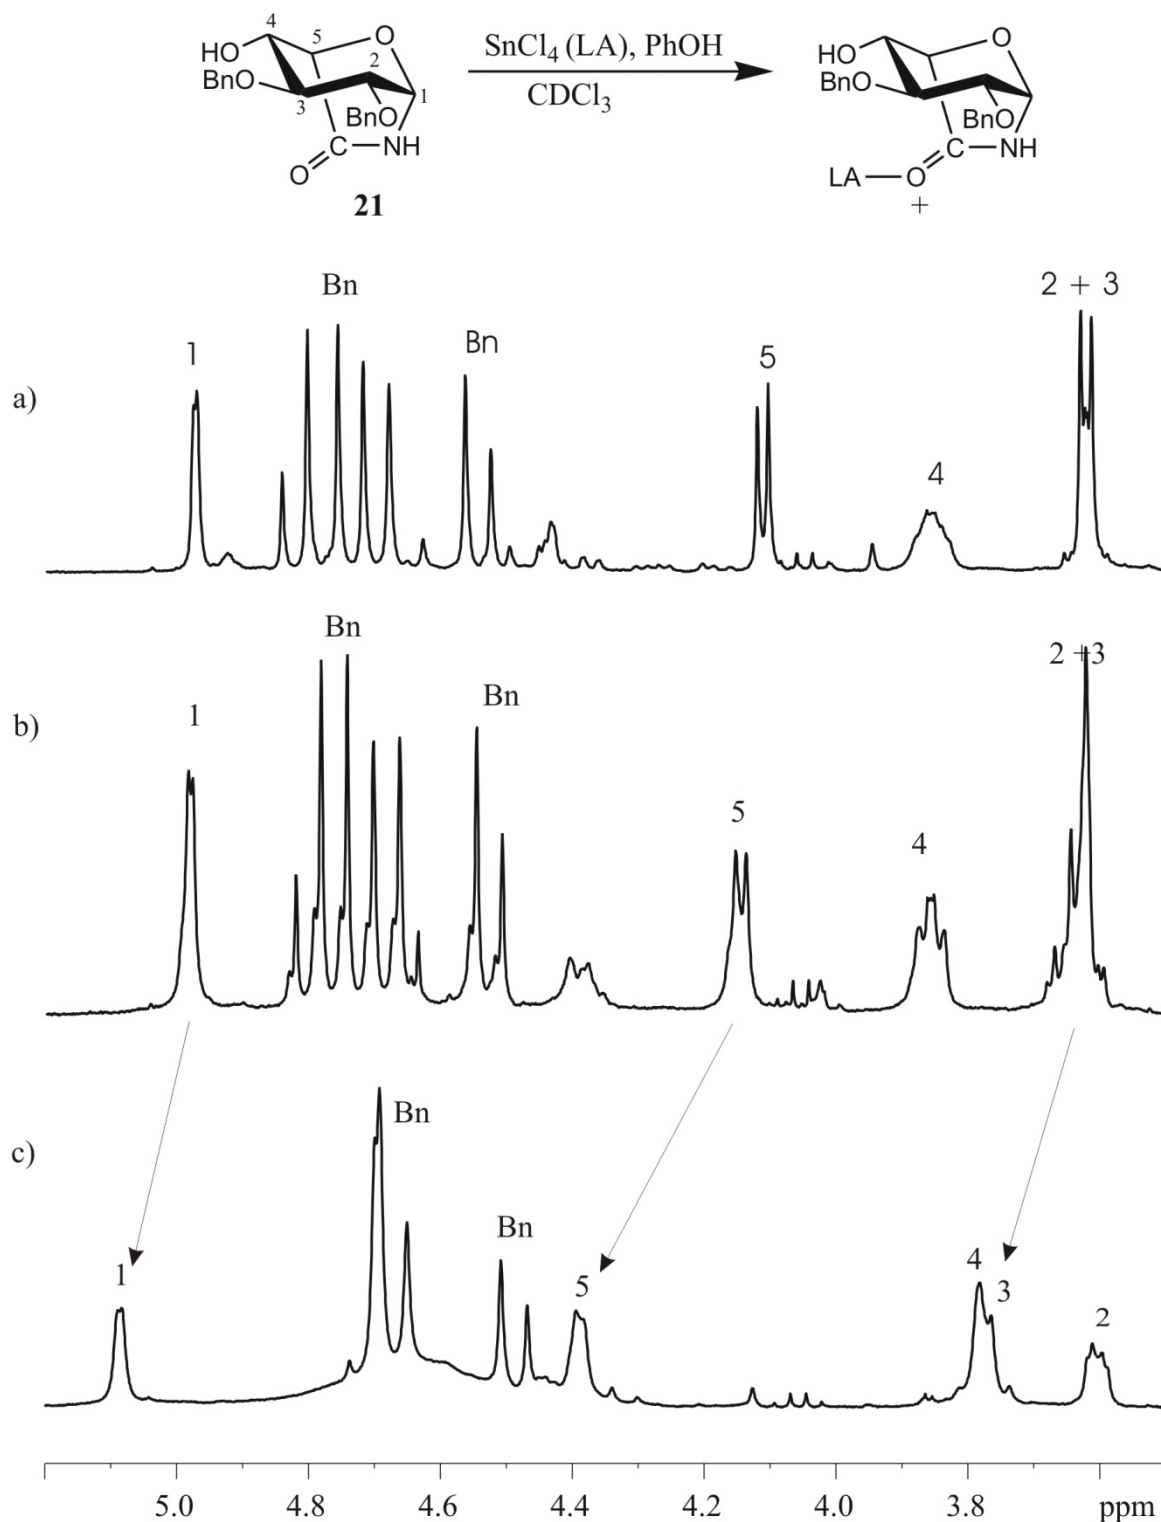 4
5
O
HO
2
BnO
3
1
BnO
C
NH
O
21
SnCl4 (LA), PhOH
CDCl3
O
HO
BnO
BnO
C
NH
LA
O
+
a)
1
Bn
Bn
5
4
2 + 3
b)
1
Bn
Bn
5
4
2 +3
c)
1
Bn
Bn
5
4
3
2
5.0 4.8 4.6 4.4 4.2 4.0 3.8 ppm